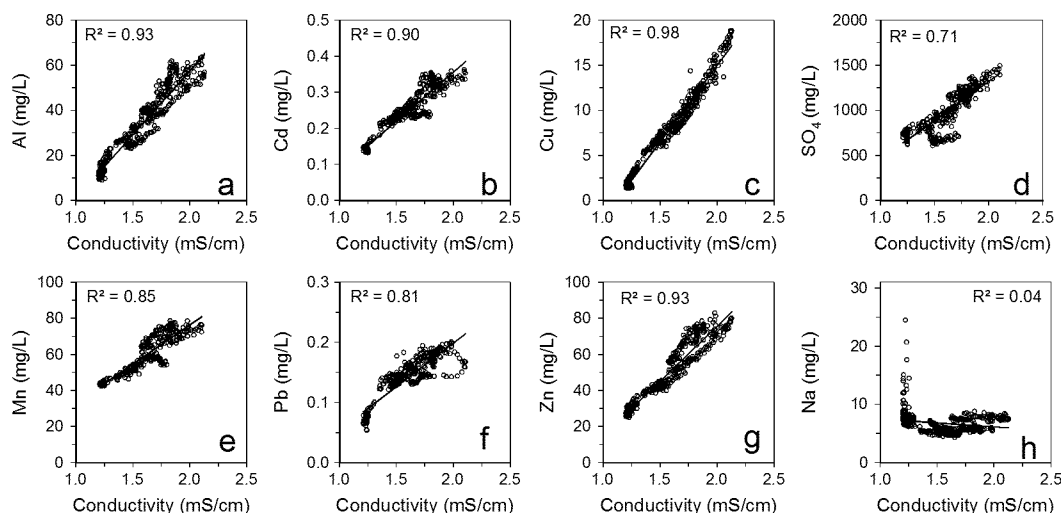 R² = 0.93
Al (mg/L)
80
60
40
20
0
a
1.0 1.5 2.0 2.5
Conductivity (mS/cm)
R² = 0.90
Cd (mg/L)
0.5
0.4
0.3
0.2
0.1
0.0
b
1.0 1.5 2.0 2.5
Conductivity (mS/cm)
R² = 0.98
Cu (mg/L)
20
15
10
5
0
c
1.0 1.5 2.0 2.5
Conductivity (mS/cm)
R² = 0.71
SO₄ (mg/L)
2000
1500
1000
500
0
d
1.0 1.5 2.0 2.5
Conductivity (mS/cm)
R² = 0.85
Mn (mg/L)
100
80
60
40
20
0
e
1.0 1.5 2.0 2.5
Conductivity (mS/cm)
R² = 0.81
Pb (mg/L)
0.3
0.2
0.1
0.0
f
1.0 1.5 2.0 2.5
Conductivity (mS/cm)
R² = 0.93
Zn (mg/L)
100
80
60
40
20
0
g
1.0 1.5 2.0 2.5
Conductivity (mS/cm)
R² = 0.04
Na (mg/L)
30
20
10
0
h
1.0 1.5 2.0 2.5
Conductivity (mS/cm)